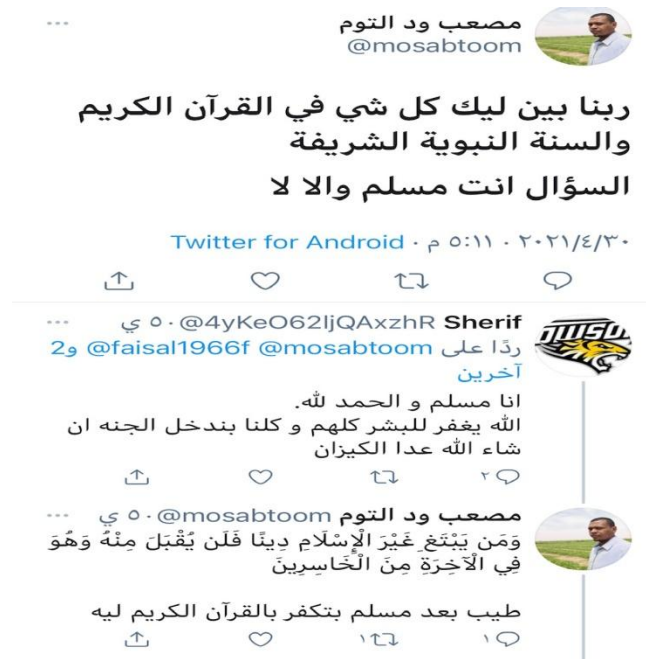 مصعب ود التوم
@mosabtoom
ربنا بين ليك كل شي في القرآن الكريم
والسنة النبوية الشريفة
السؤال انت مسلم والا لا
٢٠٢١/٤/٣٠ · ٥:١١ م · Twitter for Android
Sherif @4yKeO62IjQAxzhR · ٥٠ ي
ردًا على @mosabtoom @faisal1966f و2
آخرين
انا مسلم و الحمد لله.
الله يغفر للبشر كلهم و كلنا بندخل الجنه ان
شاء الله عدا الكيزان
٢
مصعب ود التوم @mosabtoom · ٥٠ ي
وَمَن يَبْتَغِ غَيْرَ الْإِسْلَامِ دِينًا فَلَن يُقْبَلَ مِنْهُ وَهُوَ
فِي الْآخِرَةِ مِنَ الْخَاسِرِينَ
طيب بعد مسلم بتكفر بالقرآن الكريم ليه
١ ١